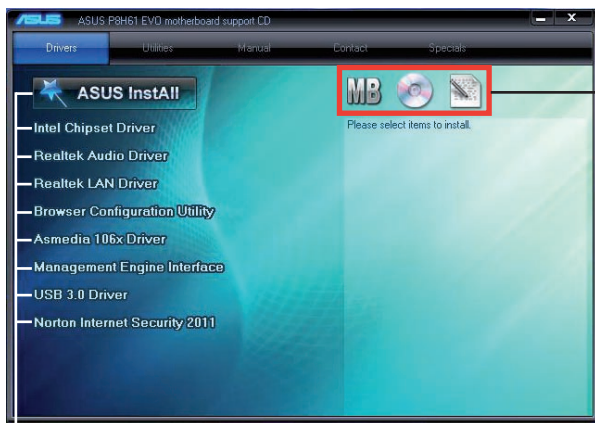 ASUS ASUS P8H61 EVO motherboard support CD
Drivers Utilities Manual Contact Specials
ASUS InstAll
MB
Please select items to install.
Intel Chipset Driver
Realtek Audio Driver
Realtek LAN Driver
Browser Configuration Utility
Asmedia 106x Driver
Management Engine Interface
USB 3.0 Driver
Norton Internet Security 2011